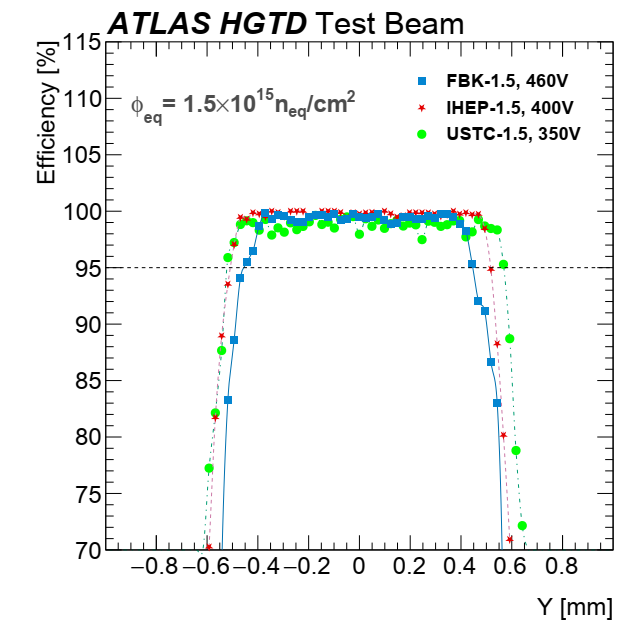 ATLAS HGTD Test Beam
Efficiency [%]
115
110
105
100
95
90
85
80
75
70
ϕeq= 1.5×10¹⁵neq/cm²
FBK-1.5, 460V
IHEP-1.5, 400V
USTC-1.5, 350V
−0.8 −0.6 −0.4 −0.2 0 0.2 0.4 0.6 0.8
Y [mm]